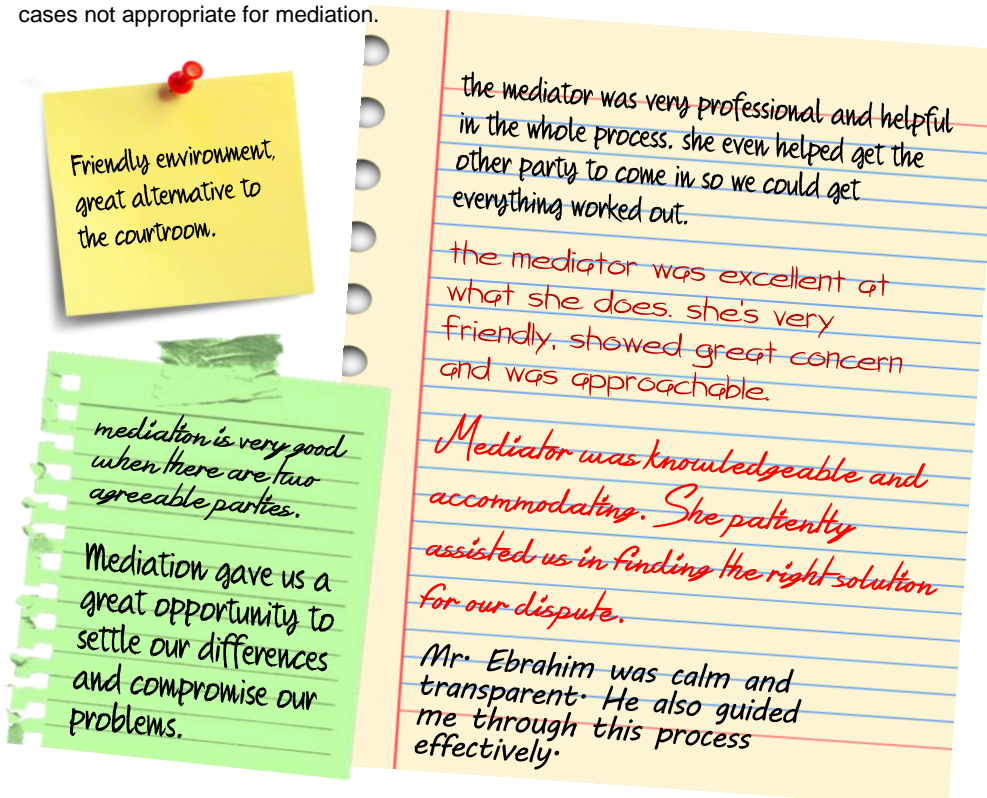 cases not appropriate for mediation.
Friendly environment,
great alternative to
the courtroom.
the mediator was very professional and helpful
in the whole process. she even helped get the
other party to come in so we could get
everything worked out.
the mediator was excellent at
what she does. she's very
friendly, showed great concern
and was approachable.
Mediator was knowledgeable and
accommodating. She patiently
assisted us in finding the right solution
for our dispute.
Mr. Ebrahim was calm and
transparent. He also guided
me through this process
effectively.
mediation is very good
when there are two
agreeable parties.
Mediation gave us a
great opportunity to
settle our differences
and compromise our
problems.